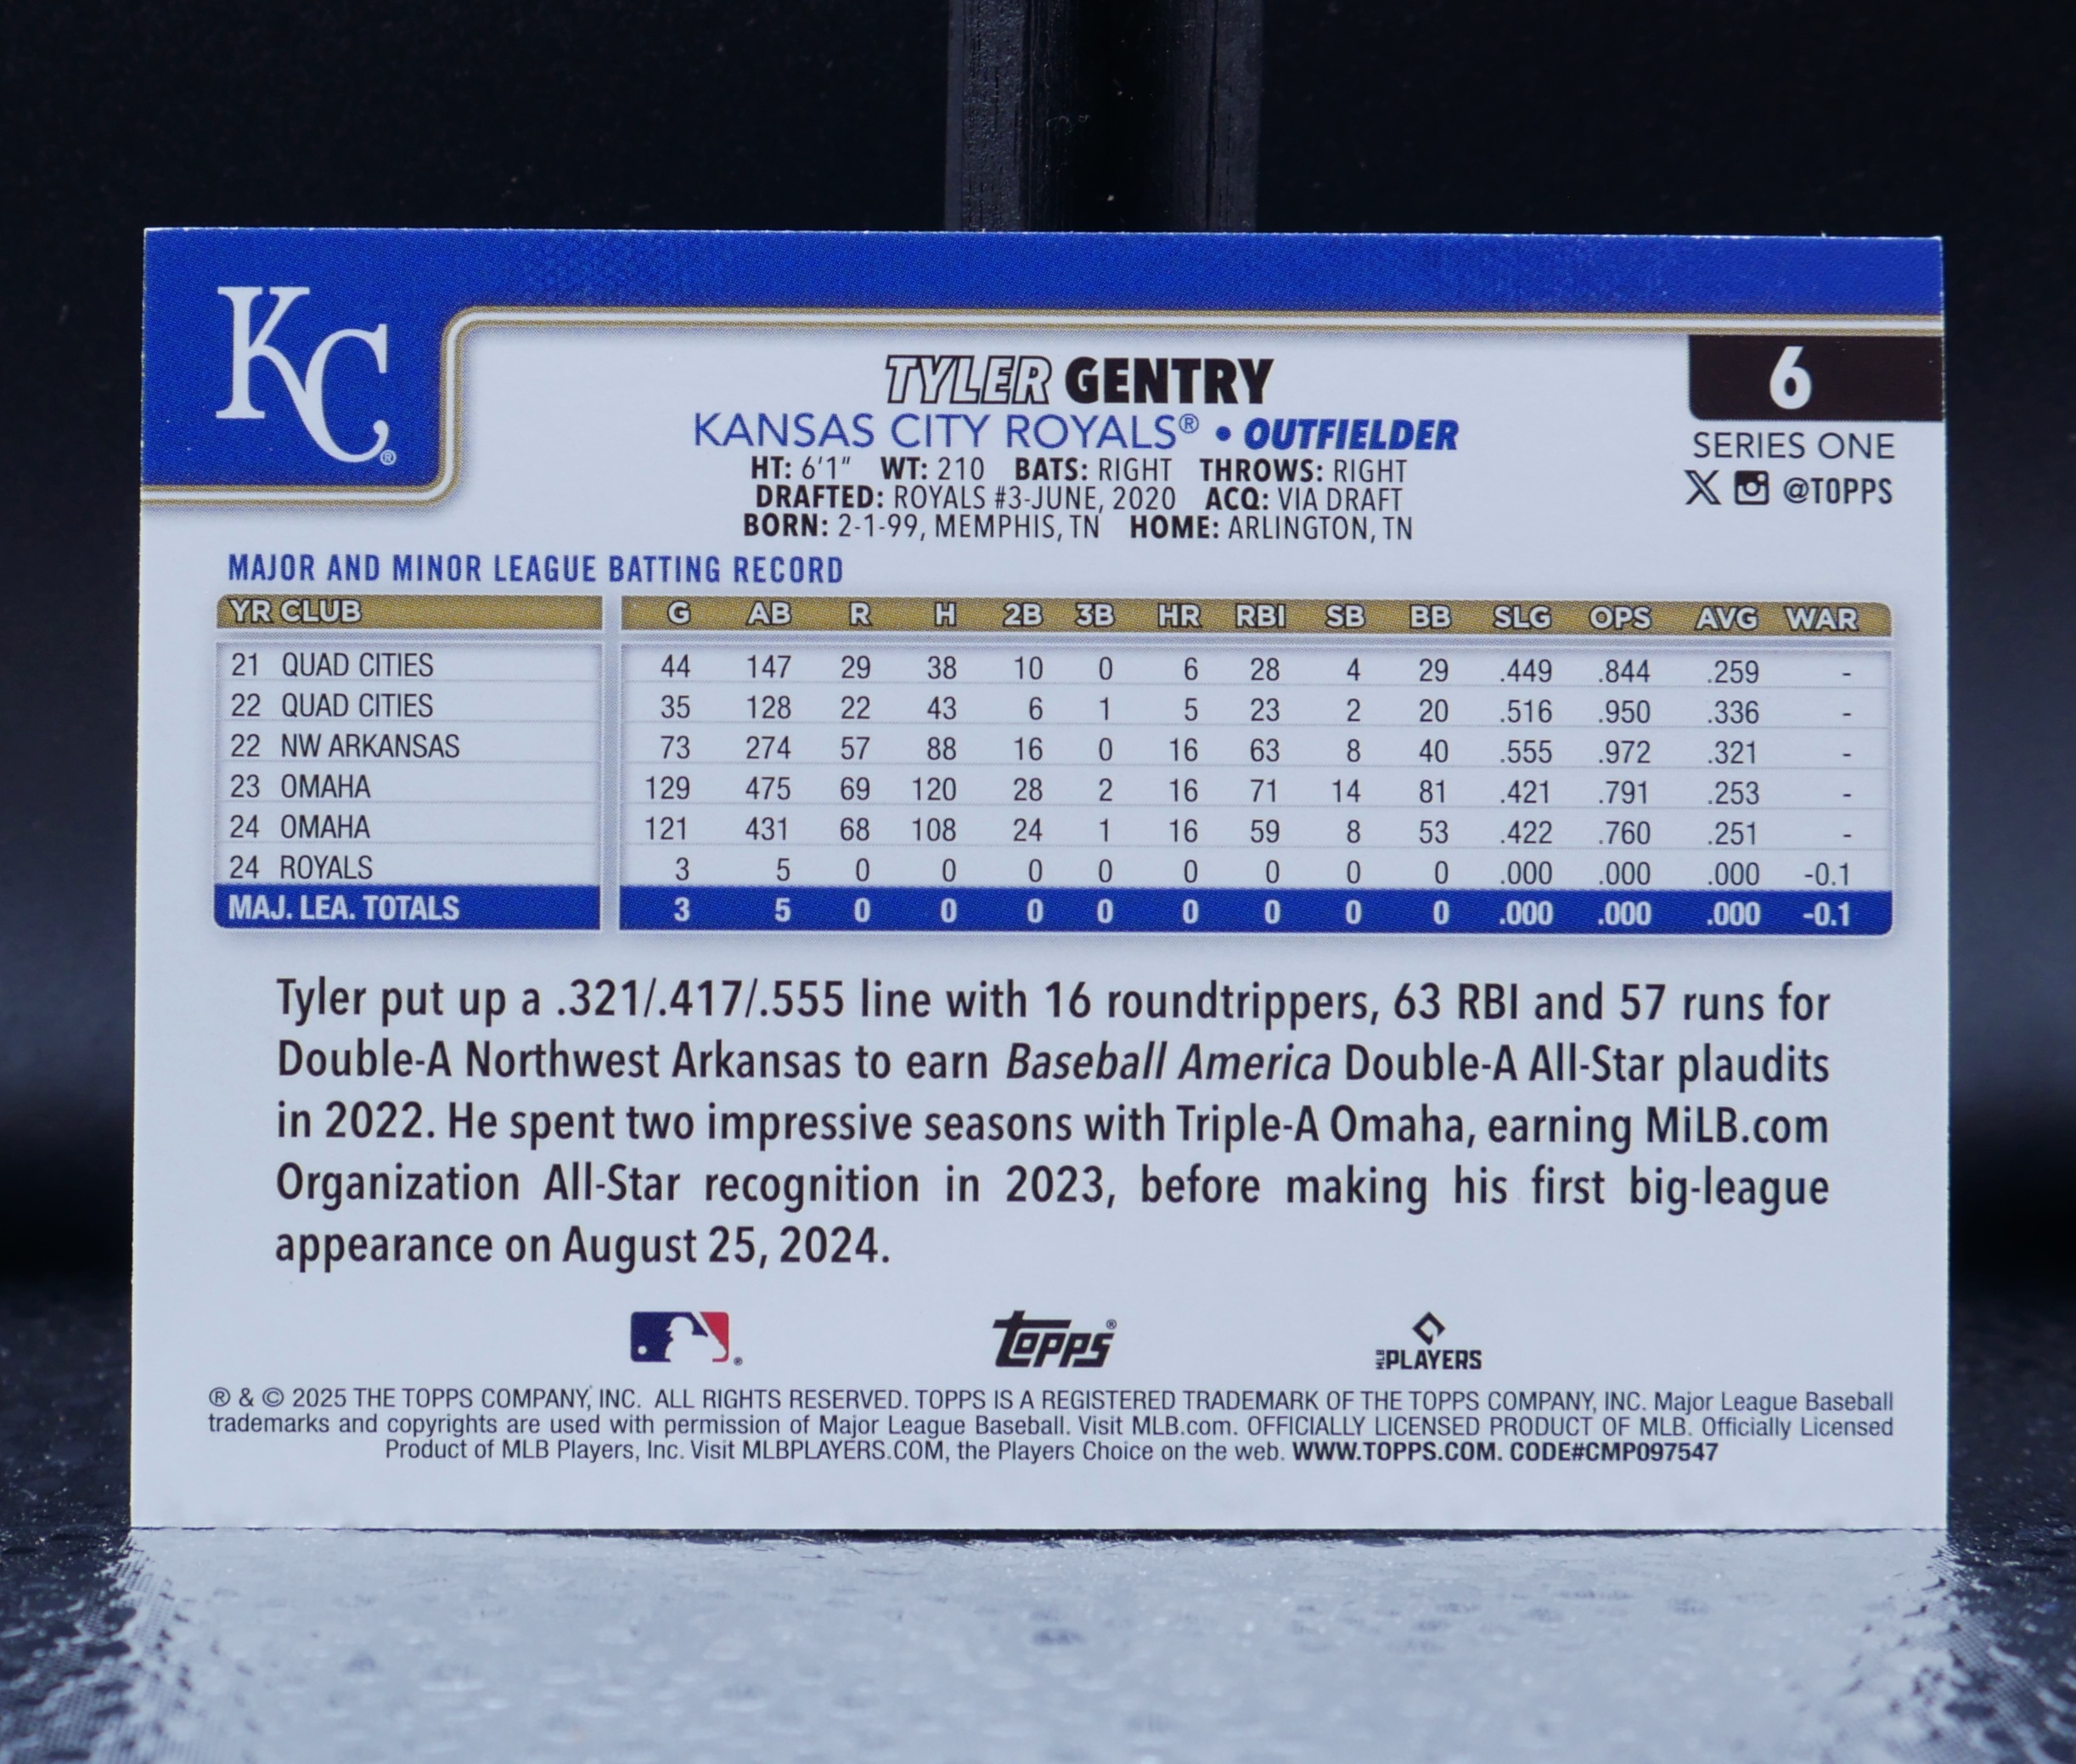 KC®
TYLER GENTRY
6
KANSAS CITY ROYALS® • OUTFIELDER
SERIES ONE
HT: 6'1" WT: 210 BATS: RIGHT THROWS: RIGHT
@TOPPS
DRAFTED: ROYALS #3-JUNE, 2020 ACQ: VIA DRAFT
BORN: 2-1-99, MEMPHIS, TN HOME: ARLINGTON, TN
MAJOR AND MINOR LEAGUE BATTING RECORD
YR CLUB G AB R H 2B 3B HR RBI SB BB SLG OPS AVG WAR
21 QUAD CITIES 44 147 29 38 10 0 6 28 4 29 .449 .844 .259 -
22 QUAD CITIES 35 128 22 43 6 1 5 23 2 20 .516 .950 .336 -
22 NW ARKANSAS 73 274 57 88 16 0 16 63 8 40 .555 .972 .321 -
23 OMAHA 129 475 69 120 28 2 16 71 14 81 .421 .791 .253 -
24 OMAHA 121 431 68 108 24 1 16 59 8 53 .422 .760 .251 -
24 ROYALS 3 5 0 0 0 0 0 0 0 0 .000 .000 .000 -0.1
MAJ. LEA. TOTALS 3 5 0 0 0 0 0 0 0 0 .000 .000 .000 -0.1
Tyler put up a .321/.417/.555 line with 16 roundtrippers, 63 RBI and 57 runs for
Double-A Northwest Arkansas to earn Baseball America Double-A All-Star plaudits
in 2022. He spent two impressive seasons with Triple-A Omaha, earning MiLB.com
Organization All-Star recognition in 2023, before making his first big-league
appearance on August 25, 2024.
® Topps® MLB PLAYERS
® & © 2025 THE TOPPS COMPANY, INC. ALL RIGHTS RESERVED. TOPPS IS A REGISTERED TRADEMARK OF THE TOPPS COMPANY, INC. Major League Baseball
trademarks and copyrights are used with permission of Major League Baseball. Visit MLB.com. OFFICIALLY LICENSED PRODUCT OF MLB. Officially Licensed
Product of MLB Players, Inc. Visit MLBPLAYERS.COM, the Players Choice on the web. WWW.TOPPS.COM. CODE#CMP097547